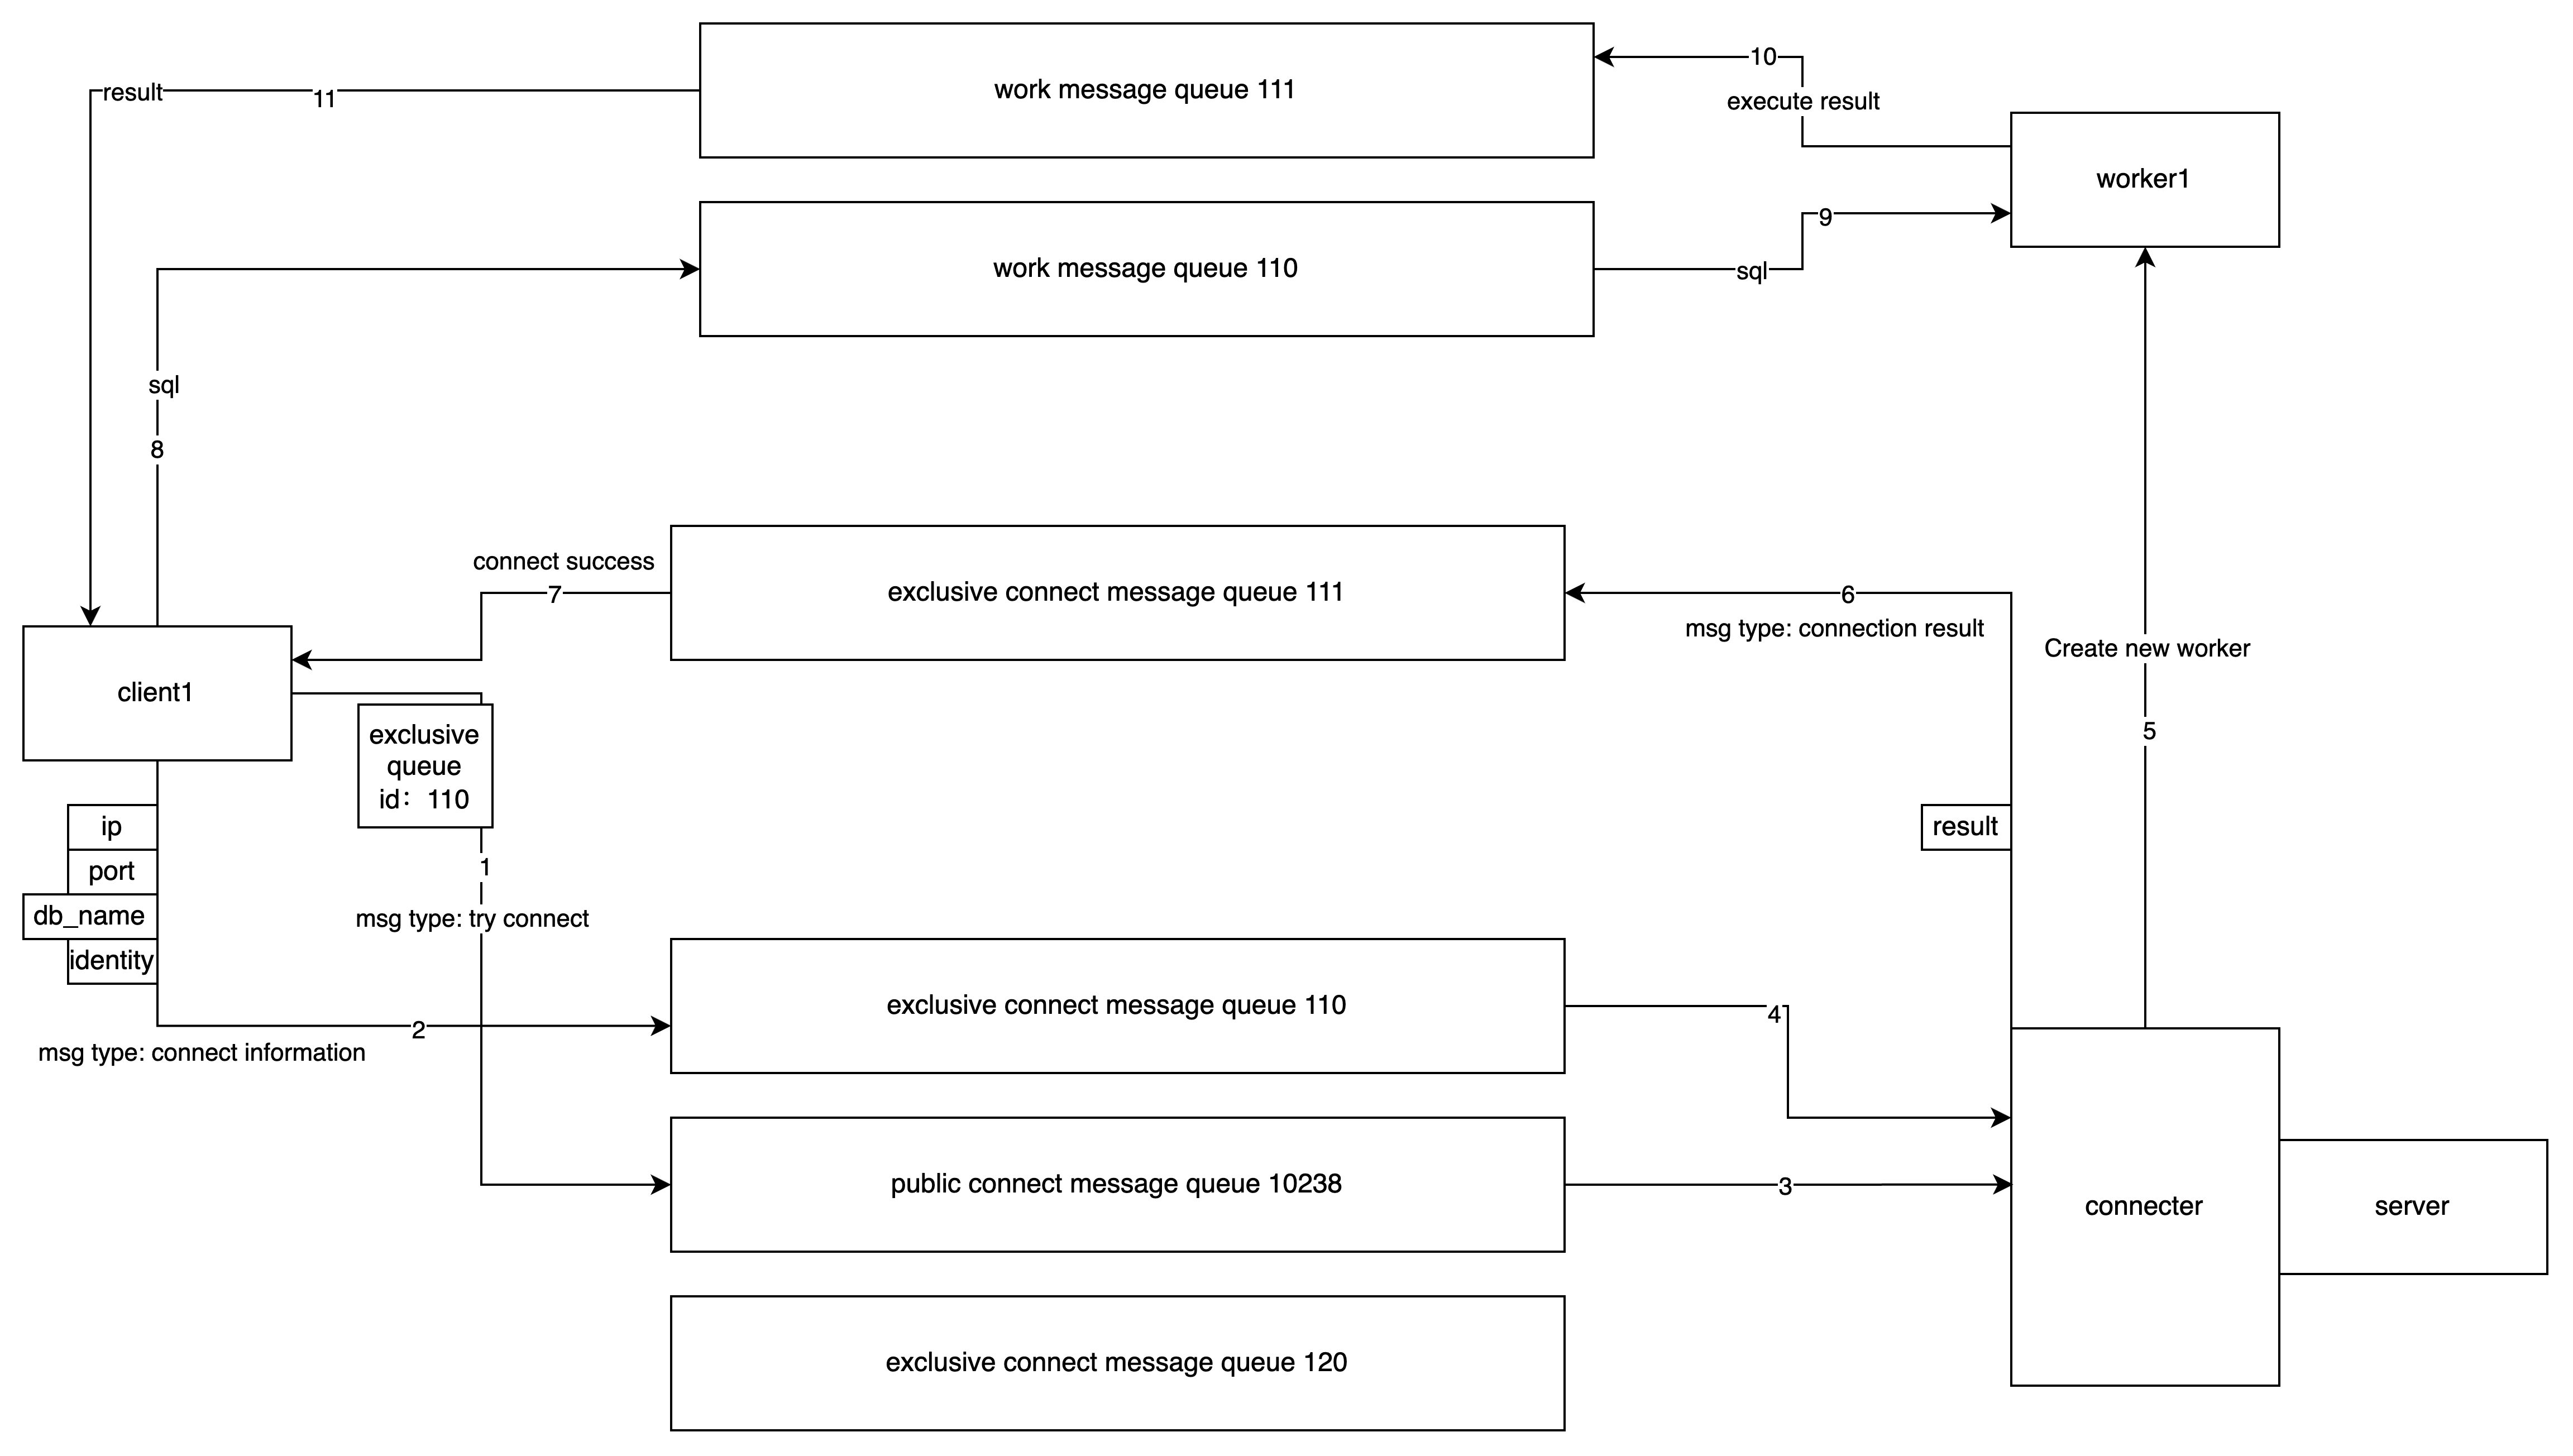 work message queue 111
10
result
11
execute result
worker1
work message queue 110
9
sql
sql
8
connect success
7
exclusive connect message queue 111
6
msg type: connection result
Create new worker
5
client1
exclusive
queue
id：110
ip
port
db_name
identity
1
msg type: try connect
result
exclusive connect message queue 110
4
2
msg type: connect information
public connect message queue 10238
3
connecter
server
exclusive connect message queue 120